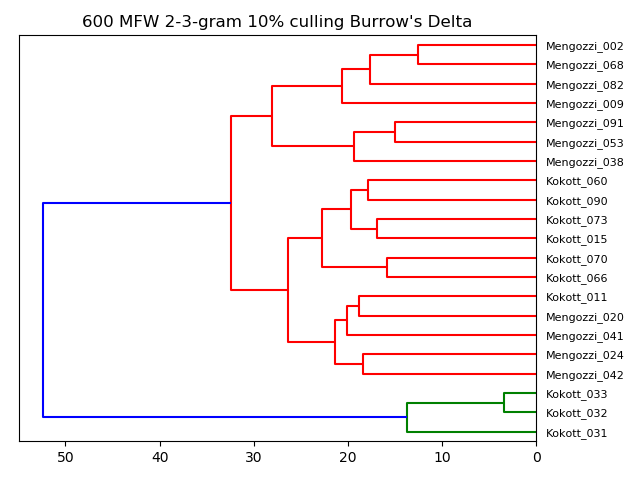 600 MFW 2-3-gram 10% culling Burrow's Delta
Mengozzi_002
Mengozzi_068
Mengozzi_082
Mengozzi_009
Mengozzi_091
Mengozzi_053
Mengozzi_038
Kokott_060
Kokott_090
Kokott_073
Kokott_015
Kokott_070
Kokott_066
Kokott_011
Mengozzi_020
Mengozzi_041
Mengozzi_024
Mengozzi_042
Kokott_033
Kokott_032
Kokott_031
50 40 30 20 10 0